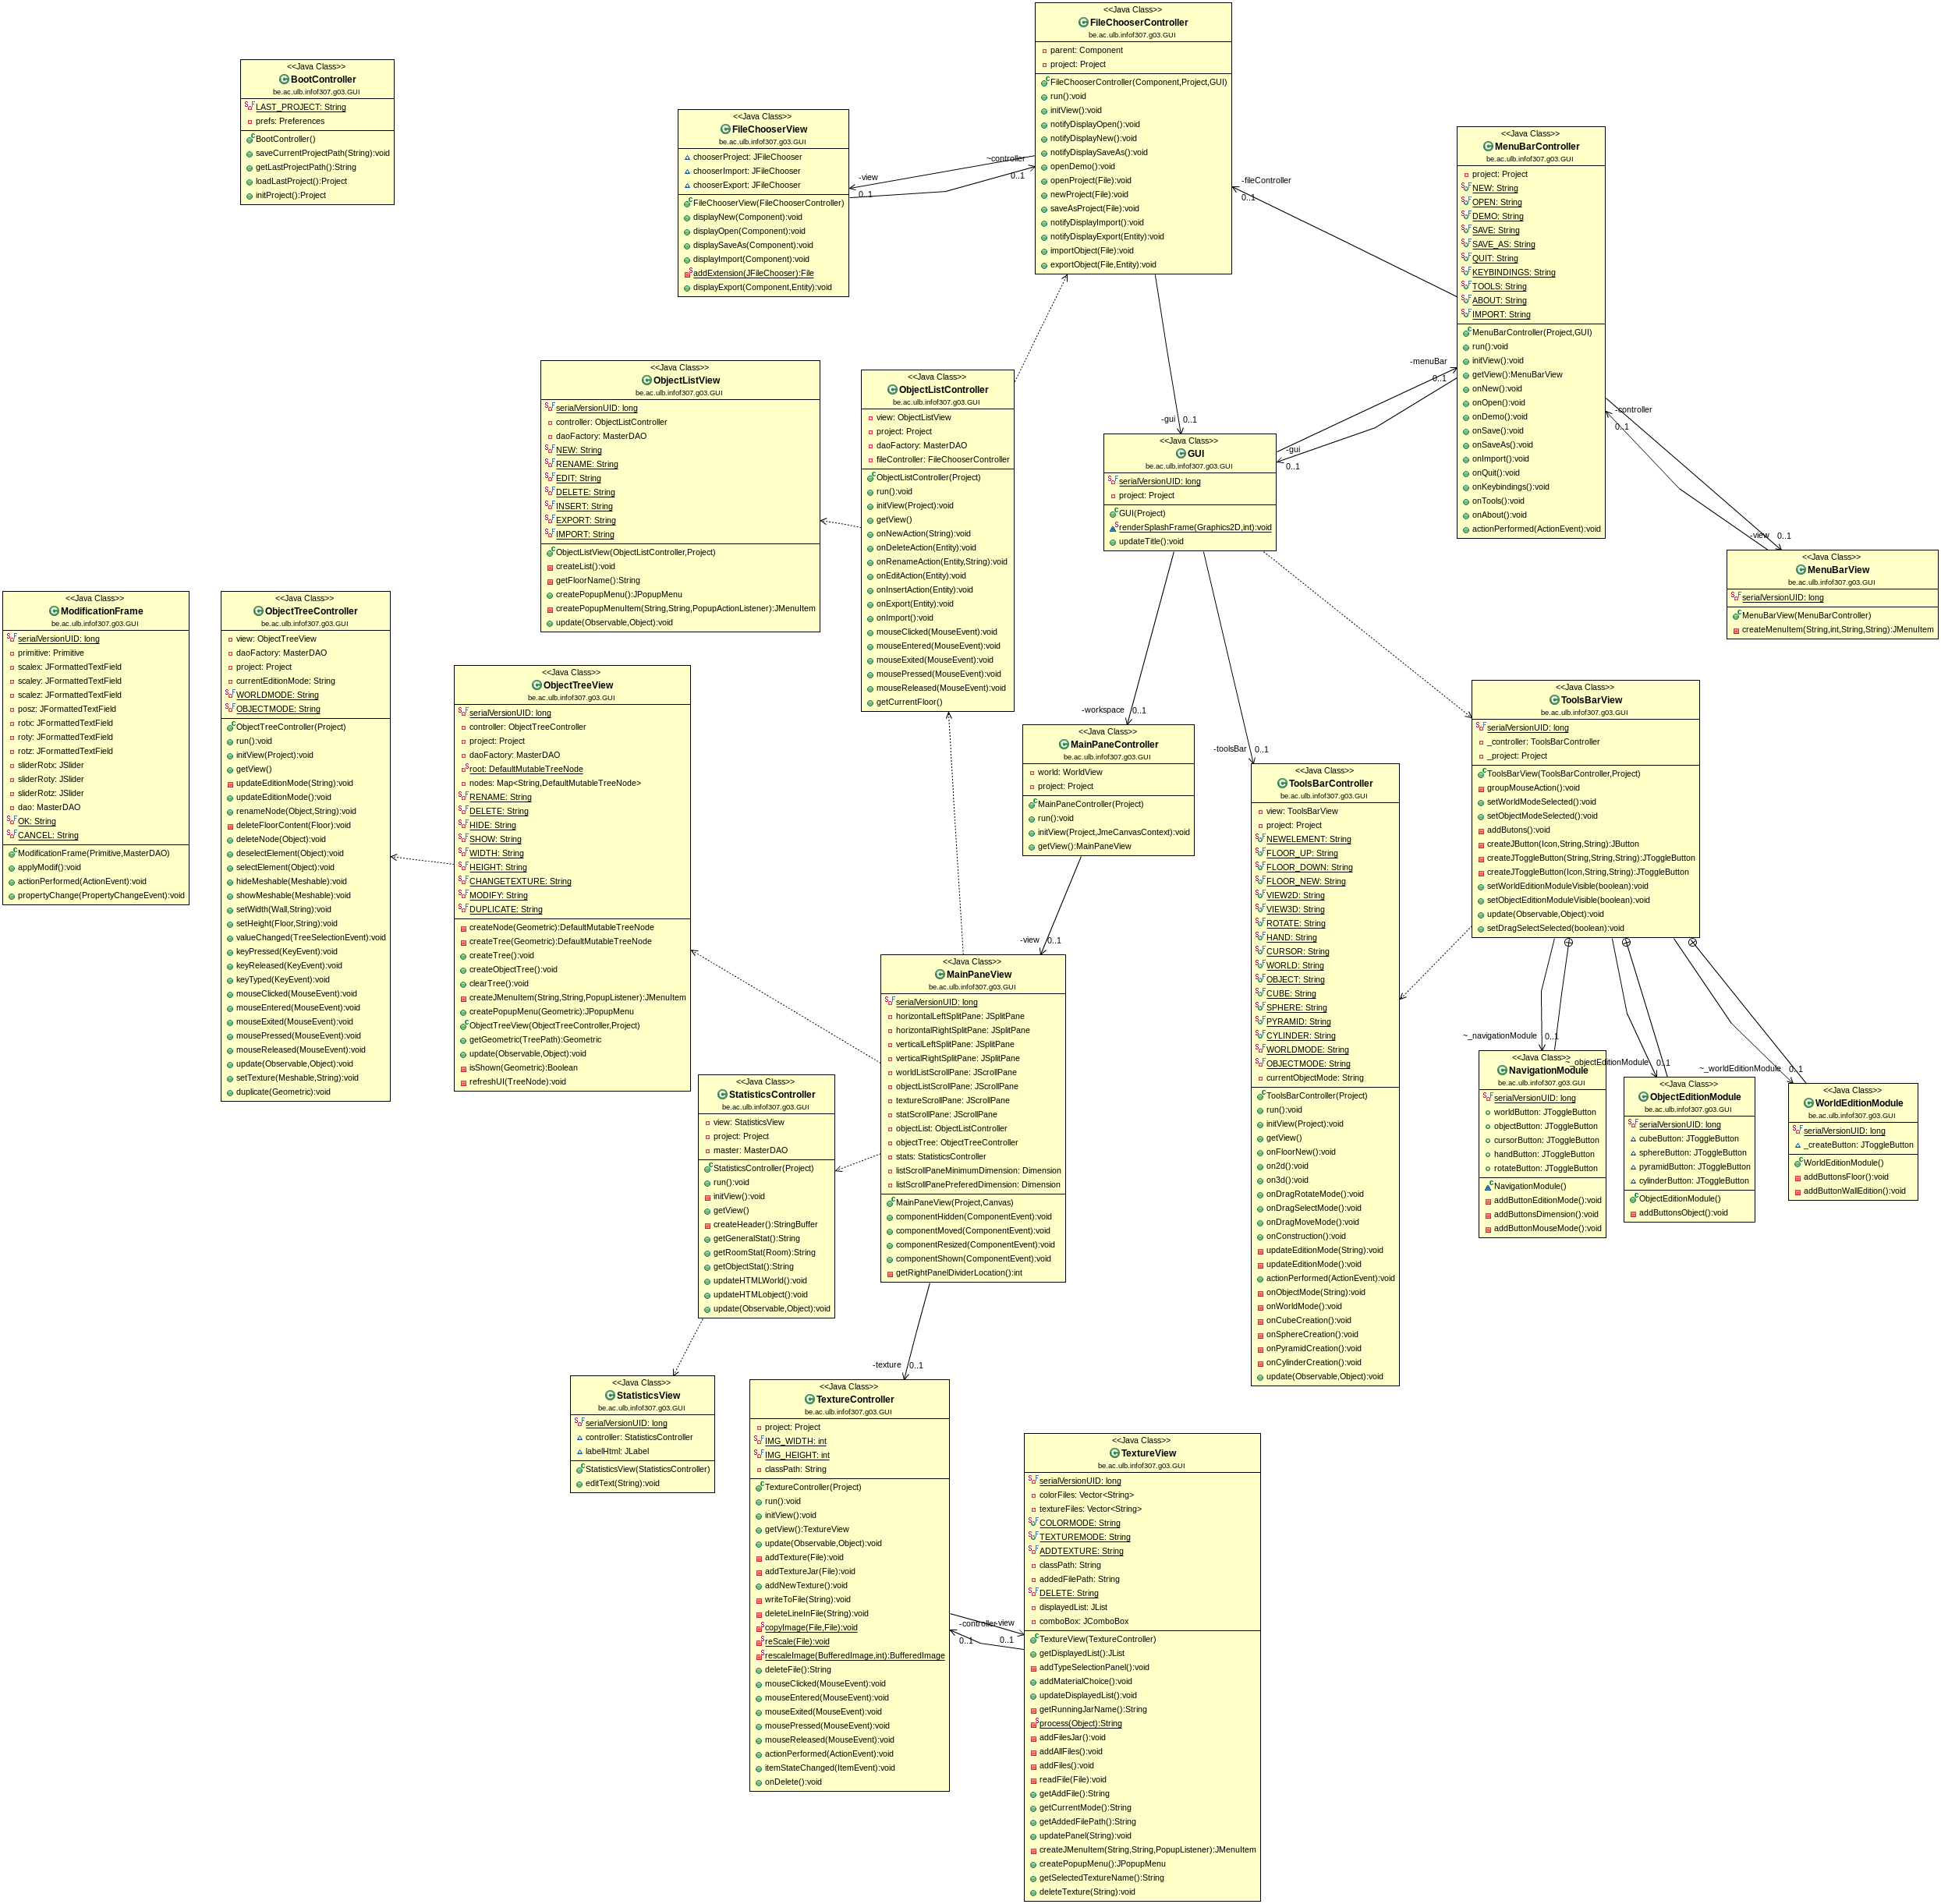 <<Java Class>>
FileChooserController
be.ac.ulb.infof307.g03.GUI
parent: Component
project: Project
FileChooserController(Component,Project,GUI)
run():void
initView():void
notifyDisplayOpen():void
notifyDisplayNew():void
notifyDisplaySaveAs():void
openDemo():void
openProject(File):void
newProject(File):void
saveAsProject(File):void
notifyDisplayImport():void
notifyDisplayExport(Entity):void
importObject(File):void
exportObject(File,Entity):void
<<Java Class>>
BootController
be.ac.ulb.infof307.g03.GUI
LAST_PROJECT: String
prefs: Preferences
BootController()
saveCurrentProjectPath(String):void
getLastProjectPath():String
loadLastProject():Project
initProject():Project
<<Java Class>>
FileChooserView
be.ac.ulb.infof307.g03.GUI
chooserProject: JFileChooser
chooserImport: JFileChooser
chooserExport: JFileChooser
FileChooserView(FileChooserController)
displayNew(Component):void
displayOpen(Component):void
displaySaveAs(Component):void
displayImport(Component):void
addExtension(JFileChooser):File
displayExport(Component,Entity):void
~controller
0..1
-view
0..1
<<Java Class>>
MenuBarController
be.ac.ulb.infof307.g03.GUI
project: Project
NEW: String
OPEN: String
DEMO: String
SAVE: String
SAVE_AS: String
QUIT: String
KEYBINDINGS: String
TOOLS: String
ABOUT: String
IMPORT: String
MenuBarController(Project,GUI)
run():void
initView():void
getView():MenuBarView
onNew():void
onOpen():void
onDemo():void
onSave():void
onSaveAs():void
onImport():void
onQuit():void
onKeybindings():void
onTools():void
onAbout():void
actionPerformed(ActionEvent):void
-fileController
0..1
-menuBar
0..1
-gui
0..1
-gui
0..1
-controller
0..1
-view
0..1
<<Java Class>>
ObjectListView
be.ac.ulb.infof307.g03.GUI
serialVersionUID: long
controller: ObjectListController
daoFactory: MasterDAO
NEW: String
RENAME: String
EDIT: String
DELETE: String
INSERT: String
EXPORT: String
IMPORT: String
ObjectListView(ObjectListController,Project)
createList():void
getFloorName():String
createPopupMenu():JPopupMenu
createPopupMenuItem(String,String,PopupActionListener):JMenuItem
update(Observable,Object):void
<<Java Class>>
ObjectListController
be.ac.ulb.infof307.g03.GUI
view: ObjectListView
project: Project
daoFactory: MasterDAO
fileController: FileChooserController
ObjectListController(Project)
run():void
initView(Project):void
getView()
onNewAction(String):void
onDeleteAction(Entity):void
onRenameAction(Entity,String):void
onEditAction(Entity):void
onInsertAction(Entity):void
onExport(Entity):void
onImport():void
mouseClicked(MouseEvent):void
mouseEntered(MouseEvent):void
mouseExited(MouseEvent):void
mousePressed(MouseEvent):void
mouseReleased(MouseEvent):void
getCurrentFloor()
<<Java Class>>
GUI
be.ac.ulb.infof307.g03.GUI
serialVersionUID: long
project: Project
GUI(Project)
renderSplashFrame(Graphics2D,int):void
updateTitle():void
<<Java Class>>
MenuBarView
be.ac.ulb.infof307.g03.GUI
serialVersionUID: long
MenuBarView(MenuBarController)
createMenuItem(String,int,String,String):JMenuItem
<<Java Class>>
ModificationFrame
be.ac.ulb.infof307.g03.GUI
serialVersionUID: long
primitive: Primitive
scalex: JFormattedTextField
scaley: JFormattedTextField
scalez: JFormattedTextField
posz: JFormattedTextField
rotx: JFormattedTextField
roty: JFormattedTextField
rotz: JFormattedTextField
sliderRotx: JSlider
sliderRoty: JSlider
sliderRotz: JSlider
dao: MasterDAO
OK: String
CANCEL: String
ModificationFrame(Primitive,MasterDAO)
applyModif():void
actionPerformed(ActionEvent):void
propertyChange(PropertyChangeEvent):void
<<Java Class>>
ObjectTreeController
be.ac.ulb.infof307.g03.GUI
view: ObjectTreeView
daoFactory: MasterDAO
project: Project
currentEditionMode: String
WORLDMODE: String
OBJECTMODE: String
ObjectTreeController(Project)
run():void
initView(Project):void
getView()
updateEditionMode(String):void
updateEditionMode():void
renameNode(Object,String):void
deleteFloorContent(Floor):void
deleteNode(Object):void
deselectElement(Object):void
selectElement(Object):void
hideMeshable(Meshable):void
showMeshable(Meshable):void
setWidth(Wall,String):void
setHeight(Floor,String):void
valueChanged(TreeSelectionEvent):void
keyPressed(KeyEvent):void
keyReleased(KeyEvent):void
keyTyped(KeyEvent):void
mouseClicked(MouseEvent):void
mouseEntered(MouseEvent):void
mouseExited(MouseEvent):void
mousePressed(MouseEvent):void
mouseReleased(MouseEvent):void
update(Observable,Object):void
setTexture(Meshable,String):void
duplicate(Geometric):void
<<Java Class>>
ObjectTreeView
be.ac.ulb.infof307.g03.GUI
serialVersionUID: long
controller: ObjectTreeController
project: Project
daoFactory: MasterDAO
root: DefaultMutableTreeNode
nodes: Map<String,DefaultMutableTreeNode>
RENAME: String
DELETE: String
HIDE: String
SHOW: String
WIDTH: String
HEIGHT: String
CHANGETEXTURE: String
MODIFY: String
DUPLICATE: String
createNode(Geometric):DefaultMutableTreeNode
createTree(Geometric):DefaultMutableTreeNode
createTree():void
createObjectTree():void
clearTree():void
createJMenuItem(String,String,PopupListener):JMenuItem
createPopupMenu(Geometric):JPopupMenu
ObjectTreeView(ObjectTreeController,Project)
getGeometric(TreePath):Geometric
update(Observable,Object):void
isShown(Geometric):Boolean
refreshUI(TreeNode):void
-workspace
0..1
-toolsBar
0..1
<<Java Class>>
MainPaneController
be.ac.ulb.infof307.g03.GUI
world: WorldView
project: Project
MainPaneController(Project)
run():void
initView(Project,JmeCanvasContext):void
getView():MainPaneView
-view
0..1
<<Java Class>>
ToolsBarView
be.ac.ulb.infof307.g03.GUI
serialVersionUID: long
_controller: ToolsBarController
_project: Project
ToolsBarView(ToolsBarController,Project)
groupMouseAction():void
setWorldModeSelected():void
setObjectModeSelected():void
addButons():void
createJButton(Icon,String,String):JButton
createJToggleButton(String,String,String):JToggleButton
createJToggleButton(Icon,String,String):JToggleButton
setWorldEditionModuleVisible(boolean):void
setObjectEditionModuleVisible(boolean):void
update(Observable,Object):void
setDragSelectSelected(boolean):void
<<Java Class>>
ToolsBarController
be.ac.ulb.infof307.g03.GUI
view: ToolsBarView
project: Project
NEWELEMENT: String
FLOOR_UP: String
FLOOR_DOWN: String
FLOOR_NEW: String
VIEW2D: String
VIEW3D: String
ROTATE: String
HAND: String
CURSOR: String
WORLD: String
OBJECT: String
CUBE: String
SPHERE: String
PYRAMID: String
CYLINDER: String
WORLDMODE: String
OBJECTMODE: String
currentObjectMode: String
ToolsBarController(Project)
run():void
initView(Project):void
getView()
onFloorNew():void
on2d():void
on3d():void
onDragRotateMode():void
onDragSelectMode():void
onDragMoveMode():void
onConstruction():void
updateEditionMode(String):void
updateEditionMode():void
actionPerformed(ActionEvent):void
onObjectMode(String):void
onWorldMode():void
onCubeCreation():void
onSphereCreation():void
onPyramidCreation():void
onCylinderCreation():void
update(Observable,Object):void
<<Java Class>>
MainPaneView
be.ac.ulb.infof307.g03.GUI
serialVersionUID: long
horizontalLeftSplitPane: JSplitPane
horizontalRightSplitPane: JSplitPane
verticalLeftSplitPane: JSplitPane
verticalRightSplitPane: JSplitPane
worldListScrollPane: JScrollPane
objectListScrollPane: JScrollPane
textureScrollPane: JScrollPane
statScrollPane: JScrollPane
objectList: ObjectListController
objectTree: ObjectTreeController
stats: StatisticsController
listScrollPaneMinimumDimension: Dimension
listScrollPanePreferedDimension: Dimension
MainPaneView(Project,Canvas)
componentHidden(ComponentEvent):void
componentMoved(ComponentEvent):void
componentResized(ComponentEvent):void
componentShown(ComponentEvent):void
getRightPanelDividerLocation():int
~_navigationModule
0..1
~_objectEditionModule
0..1
~_worldEditionModule
0..1
<<Java Class>>
NavigationModule
be.ac.ulb.infof307.g03.GUI
serialVersionUID: long
worldButton: JToggleButton
objectButton: JToggleButton
cursorButton: JToggleButton
handButton: JToggleButton
rotateButton: JToggleButton
NavigationModule()
addButtonEditionMode():void
addButtonsDimension():void
addButtonMouseMode():void
<<Java Class>>
ObjectEditionModule
be.ac.ulb.infof307.g03.GUI
serialVersionUID: long
cubeButton: JToggleButton
sphereButton: JToggleButton
pyramidButton: JToggleButton
cylinderButton: JToggleButton
ObjectEditionModule()
addButtonsObject():void
<<Java Class>>
WorldEditionModule
be.ac.ulb.infof307.g03.GUI
serialVersionUID: long
_createButton: JToggleButton
WorldEditionModule()
addButtonsFloor():void
addButtonWallEdition():void
<<Java Class>>
StatisticsController
be.ac.ulb.infof307.g03.GUI
view: StatisticsView
project: Project
master: MasterDAO
StatisticsController(Project)
run():void
initView():void
getView()
createHeader():StringBuffer
getGeneralStat():String
getRoomStat(Room):String
getObjectStat():String
updateHTMLWorld():void
updateHTMLobject():void
update(Observable,Object):void
-texture
0..1
<<Java Class>>
StatisticsView
be.ac.ulb.infof307.g03.GUI
serialVersionUID: long
controller: StatisticsController
labelHtml: JLabel
StatisticsView(StatisticsController)
editText(String):void
<<Java Class>>
TextureController
be.ac.ulb.infof307.g03.GUI
project: Project
IMG_WIDTH: int
IMG_HEIGHT: int
classPath: String
TextureController(Project)
run():void
initView():void
getView():TextureView
update(Observable,Object):void
addTexture(File):void
addTextureJar(File):void
addNewTexture():void
writeToFile(String):void
deleteLineInFile(String):void
copyImage(File,File):void
reScale(File):void
rescaleImage(BufferedImage,int):BufferedImage
deleteFile():String
mouseClicked(MouseEvent):void
mouseEntered(MouseEvent):void
mouseExited(MouseEvent):void
mousePressed(MouseEvent):void
mouseReleased(MouseEvent):void
actionPerformed(ActionEvent):void
itemStateChanged(ItemEvent):void
onDelete():void
-controller
0..1
-view
0..1
<<Java Class>>
TextureView
be.ac.ulb.infof307.g03.GUI
serialVersionUID: long
colorFiles: Vector<String>
textureFiles: Vector<String>
COLORMODE: String
TEXTUREMODE: String
ADDTEXTURE: String
classPath: String
addedFilePath: String
DELETE: String
displayedList: JList
comboBox: JComboBox
TextureView(TextureController)
getDisplayedList():JList
addTypeSelectionPanel():void
addMaterialChoice():void
updateDisplayedList():void
getRunningJarName():String
process(Object):String
addFilesJar():void
addAllFiles():void
addFiles():void
readFile(File):void
getAddFile():String
getCurrentMode():String
getAddedFilePath():String
updatePanel(String):void
createJMenuItem(String,String,PopupListener):JMenuItem
createPopupMenu():JPopupMenu
getSelectedTextureName():String
deleteTexture(String):void